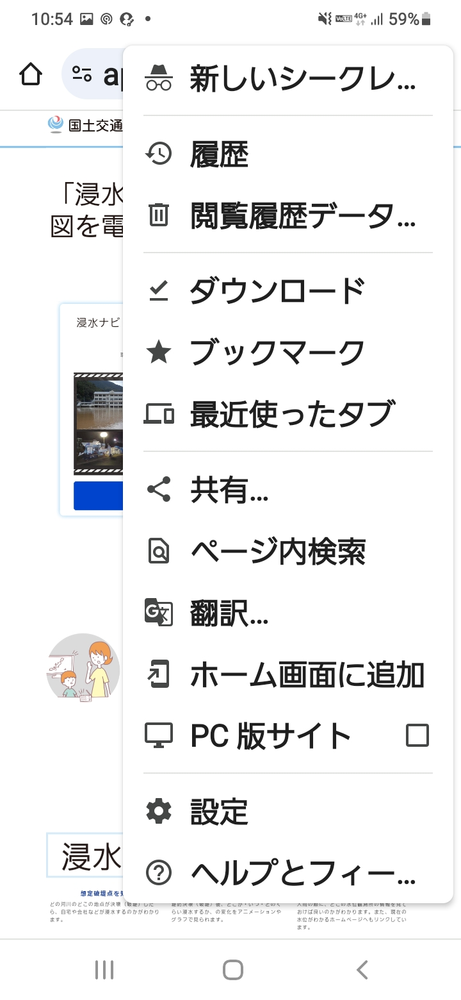 10:54
VoLTE 4G+ 59%
ap
新しいシークレ...
国土交通
履歴
「浸水
図を電
閲覧履歴データ...
ダウンロード
浸水ナビ
ブックマーク
最近使ったタブ
共有...
ページ内検索
翻訳...
ホーム画面に追加
PC 版サイト
設定
浸水
ヘルプとフィー...
想定破堤点を知
どの河川のどこの地点が決壊（破堤）した
ら、自宅や会社などが浸水するのかがわかり
ます。
堤防決壊（破堤）後、どこが・いつ・どのく
らい浸水するか、の変化をアニメーションや
グラフで見られます。
大雨の際に、どこの水位観測所の情報を見て
おけば良いのかがわかります。また、現在の
水位がわかるホームページへもリンクしてい
ます。